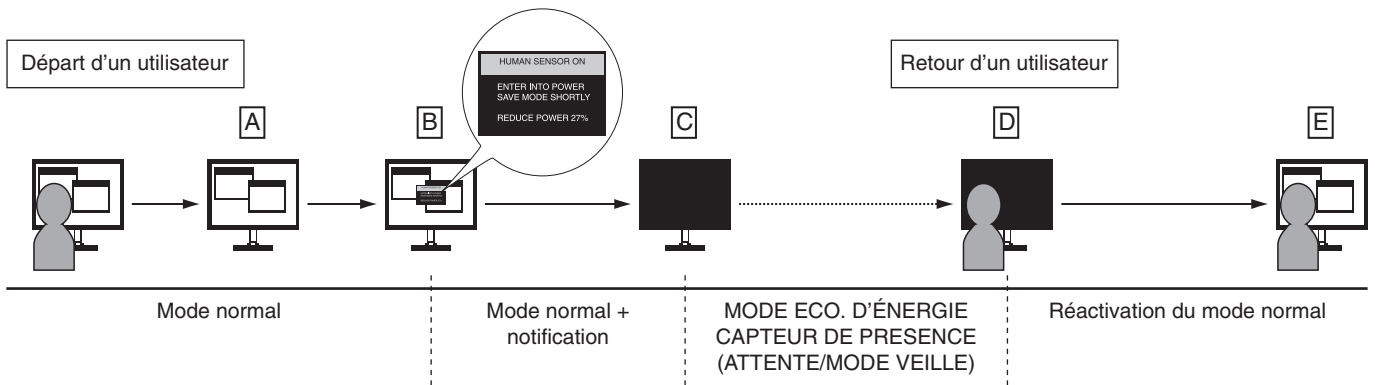 Départ d'un utilisateur
HUMAN SENSOR ON
ENTER INTO POWER
SAVE MODE SHORTLY
REDUCE POWER 27%
Retour d'un utilisateur
A
B
C
D
E
Mode normal
Mode normal +
notification
MODE ECO. D'ÉNERGIE
CAPTEUR DE PRESENCE
(ATTENTE/MODE VEILLE)
Réactivation du mode normal